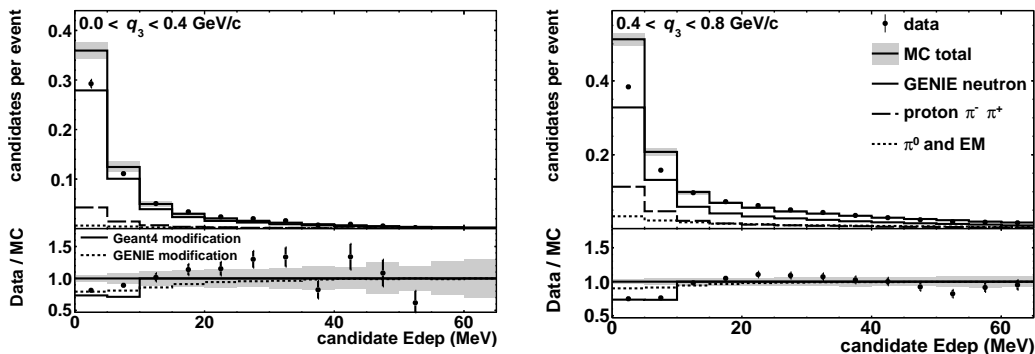 0.0 < q3 < 0.4 GeV/c
candidates per event
0.4
0.3
0.2
0.1
Geant4 modification
GENIE modification
Data / MC
1.5
1.0
0.5
0 20 40 60
candidate Edep (MeV)
0.4 < q3 < 0.8 GeV/c
candidates per event
0.4
0.2
data
MC total
GENIE neutron
proton π- π+
π0 and EM
Data / MC
1.5
1.0
0.5
0 20 40 60
candidate Edep (MeV)